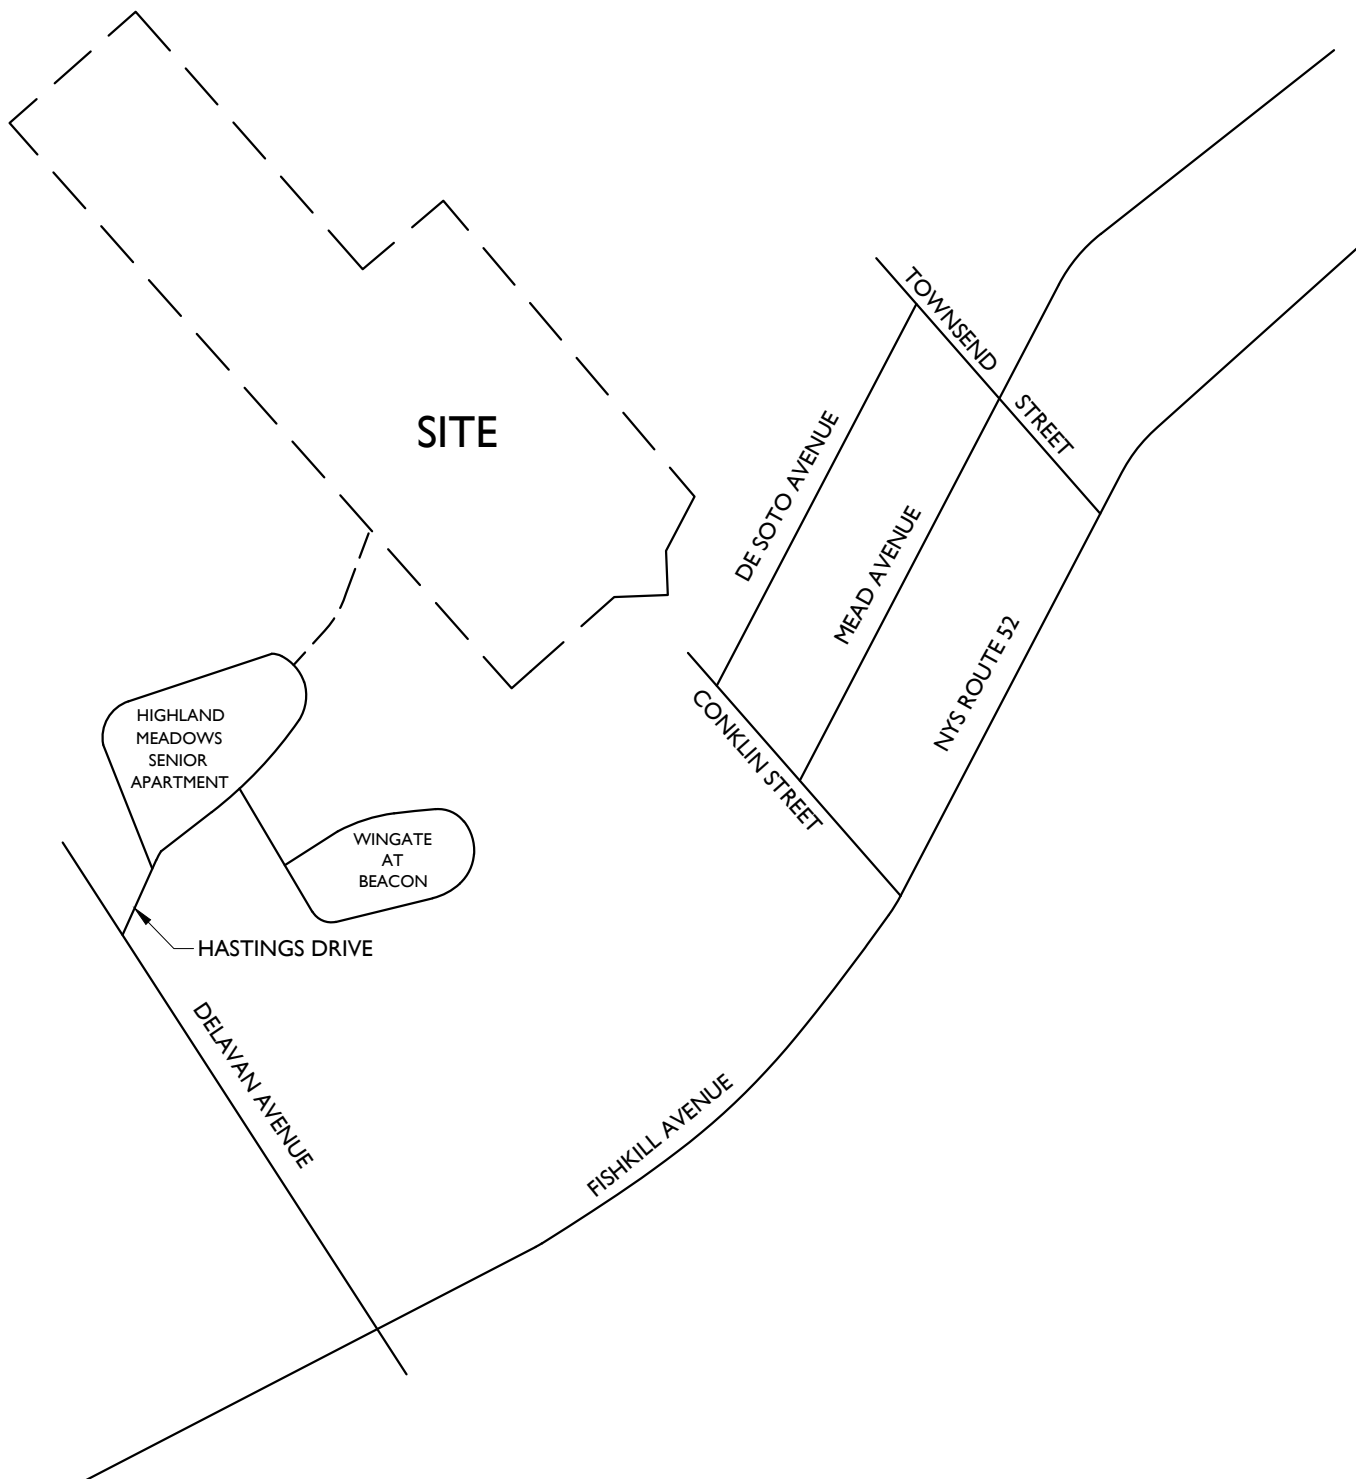 TOWNSEND STREET
SITE
DE SOTO AVENUE
MEAD AVENUE
NYS ROUTE 52
CONKLIN STREET
HIGHLAND
MEADOWS
SENIOR
APARTMENT
WINGATE
AT
BEACON
HASTINGS DRIVE
DELAVAN AVENUE
FISHKILL AVENUE